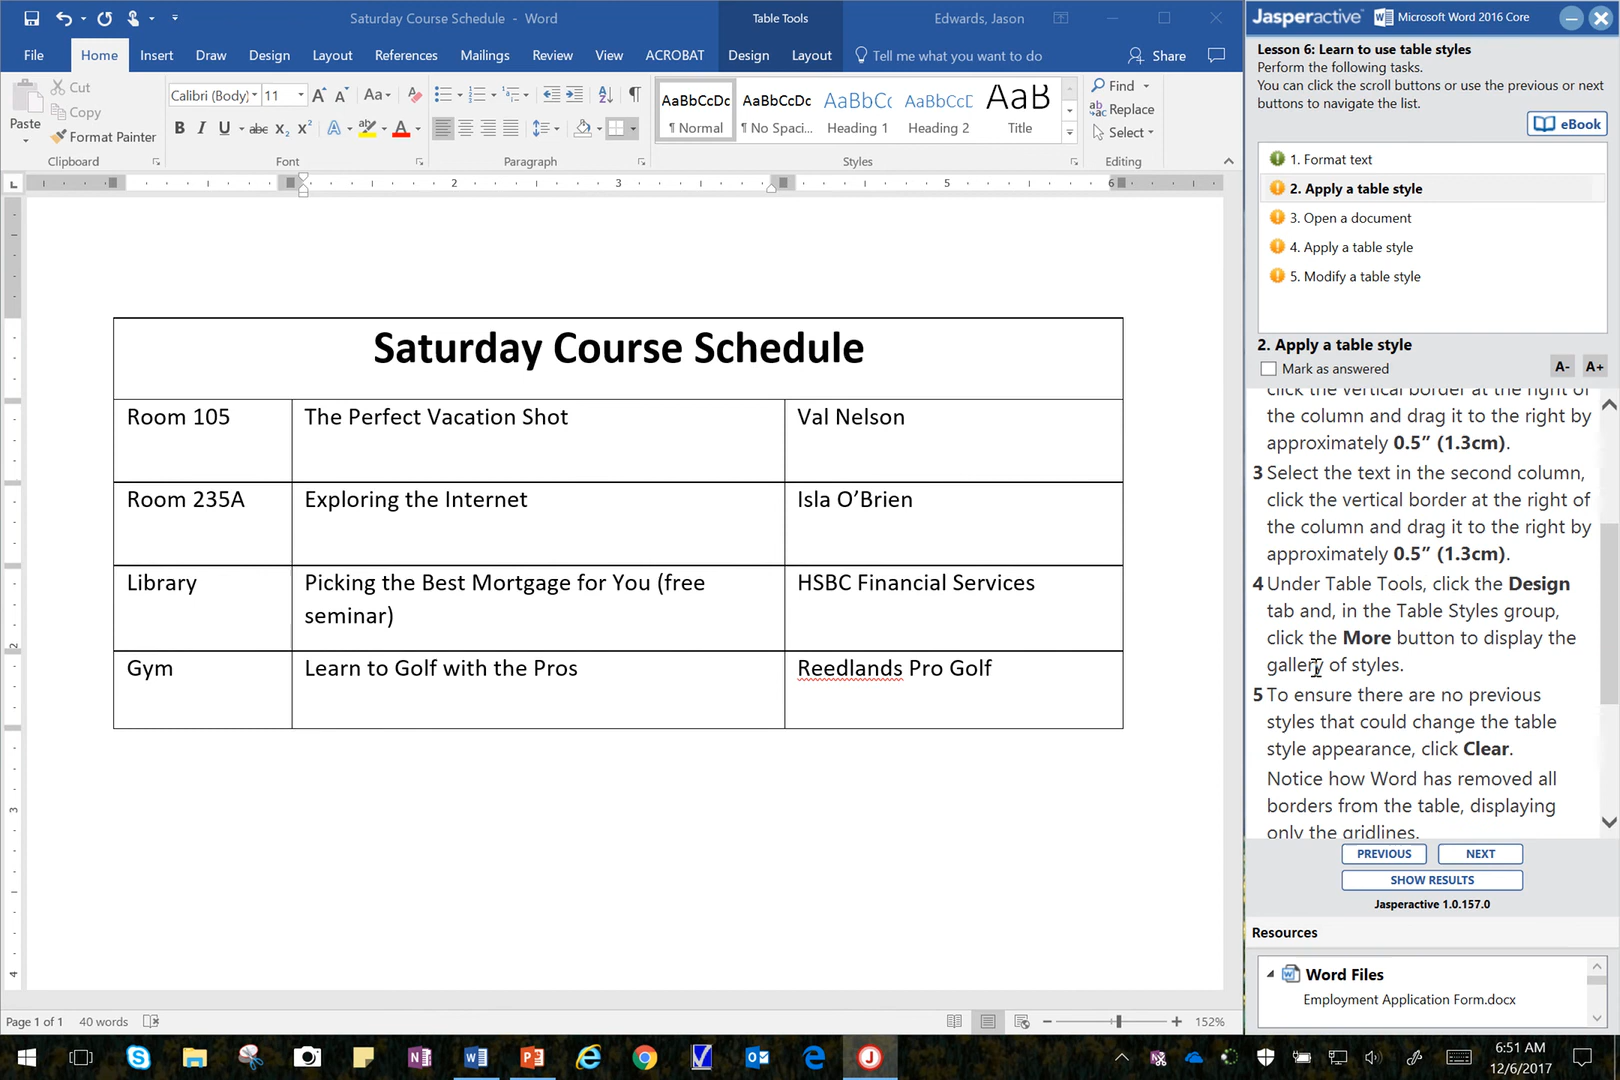 Saturday Course Schedule - Word
Table Tools
Edwards, Jason
File
Home
Insert
Draw
Design
Layout
References
Mailings
Review
View
ACROBAT
Design
Layout
Tell me what you want to do
Share
Paste
Cut
Copy
Format Painter
Clipboard
Calibri (Body)
11
Font
Paragraph
AaBbCcDc
¶ Normal
AaBbCcDc
¶ No Spaci...
AaBbCc
Heading 1
AaBbCcD
Heading 2
AaB
Title
Styles
Find
Replace
Select
Editing
2
3
5
6
Saturday Course Schedule
Room 105 The Perfect Vacation Shot Val Nelson
Room 235A Exploring the Internet Isla O’Brien
Library Picking the Best Mortgage for You (free HSBC Financial Services
seminar)
Gym Learn to Golf with the Pros Reedlands Pro Golf
2
3
4
Page 1 of 1 40 words
152%
Jasperactive
Microsoft Word 2016 Core
Lesson 6: Learn to use table styles
Perform the following tasks.
You can click the scroll buttons or use the previous or next
buttons to navigate the list.
eBook
1. Format text
2. Apply a table style
3. Open a document
4. Apply a table style
5. Modify a table style
2. Apply a table style
Mark as answered
A- A+
click the vertical border at the right of
the column and drag it to the right by
approximately 0.5” (1.3cm).
3 Select the text in the second column,
click the vertical border at the right of
the column and drag it to the right by
approximately 0.5” (1.3cm).
4 Under Table Tools, click the Design
tab and, in the Table Styles group,
click the More button to display the
gallery of styles.
5 To ensure there are no previous
styles that could change the table
style appearance, click Clear.
Notice how Word has removed all
borders from the table, displaying
only the gridlines.
PREVIOUS
NEXT
SHOW RESULTS
Jasperactive 1.0.157.0
Resources
Word Files
Employment Application Form.docx
6:51 AM
12/6/2017